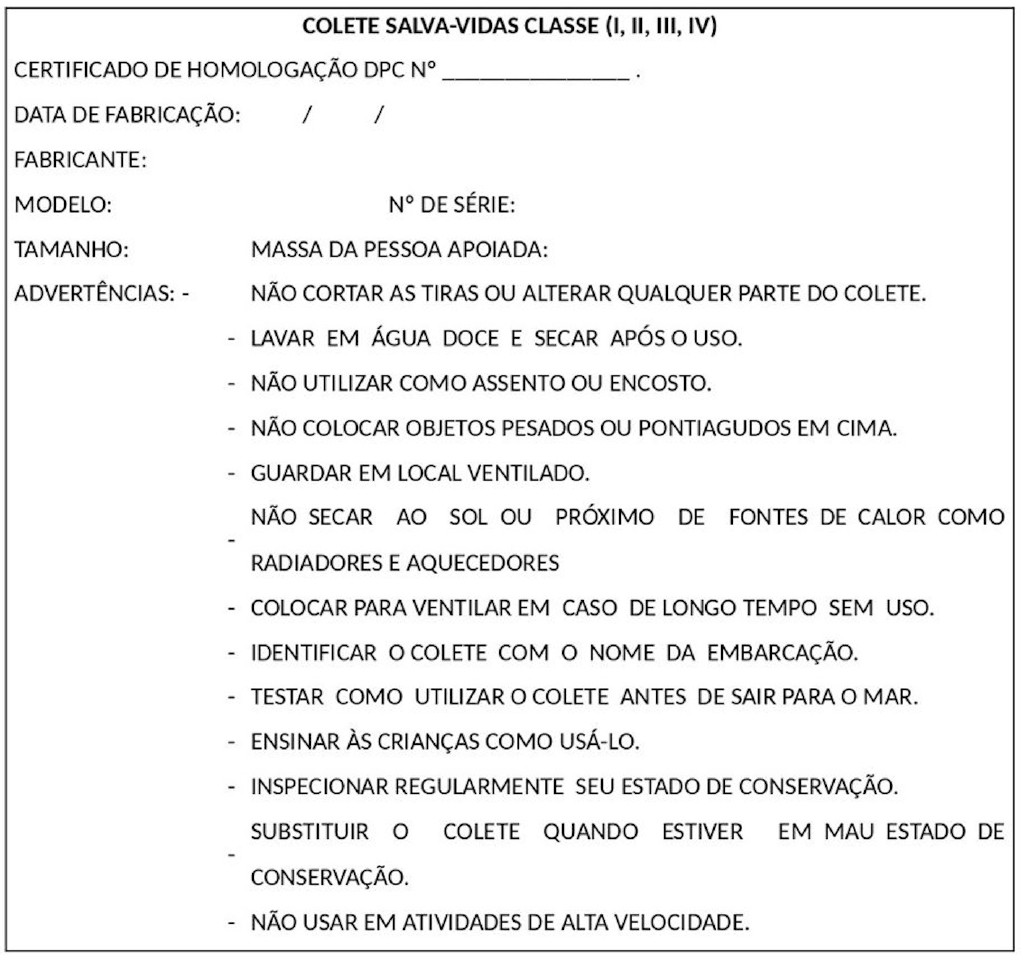 COLETE SALVA-VIDAS CLASSE (I, II, III, IV)
CERTIFICADO DE HOMOLOGAÇÃO DPC Nº _______________ .
DATA DE FABRICAÇÃO: / /
FABRICANTE:
MODELO: Nº DE SÉRIE:
TAMANHO: MASSA DA PESSOA APOIADA:
ADVERTÊNCIAS: - NÃO CORTAR AS TIRAS OU ALTERAR QUALQUER PARTE DO COLETE.
- LAVAR EM ÁGUA DOCE E SECAR APÓS O USO.
- NÃO UTILIZAR COMO ASSENTO OU ENCOSTO.
- NÃO COLOCAR OBJETOS PESADOS OU PONTIAGUDOS EM CIMA.
- GUARDAR EM LOCAL VENTILADO.
- NÃO SECAR AO SOL OU PRÓXIMO DE FONTES DE CALOR COMO
RADIADORES E AQUECEDORES
- COLOCAR PARA VENTILAR EM CASO DE LONGO TEMPO SEM USO.
- IDENTIFICAR O COLETE COM O NOME DA EMBARCAÇÃO.
- TESTAR COMO UTILIZAR O COLETE ANTES DE SAIR PARA O MAR.
- ENSINAR ÀS CRIANÇAS COMO USÁ-LO.
- INSPECIONAR REGULARMENTE SEU ESTADO DE CONSERVAÇÃO.
- SUBSTITUIR O COLETE QUANDO ESTIVER EM MAU ESTADO DE
CONSERVAÇÃO.
- NÃO USAR EM ATIVIDADES DE ALTA VELOCIDADE.